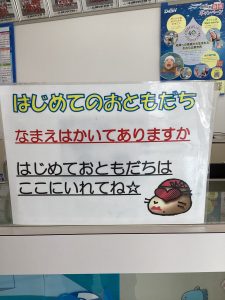 はじめてのおともだち
なまえはかいてありますか
はじめておともだちは
ここにいれてね☆